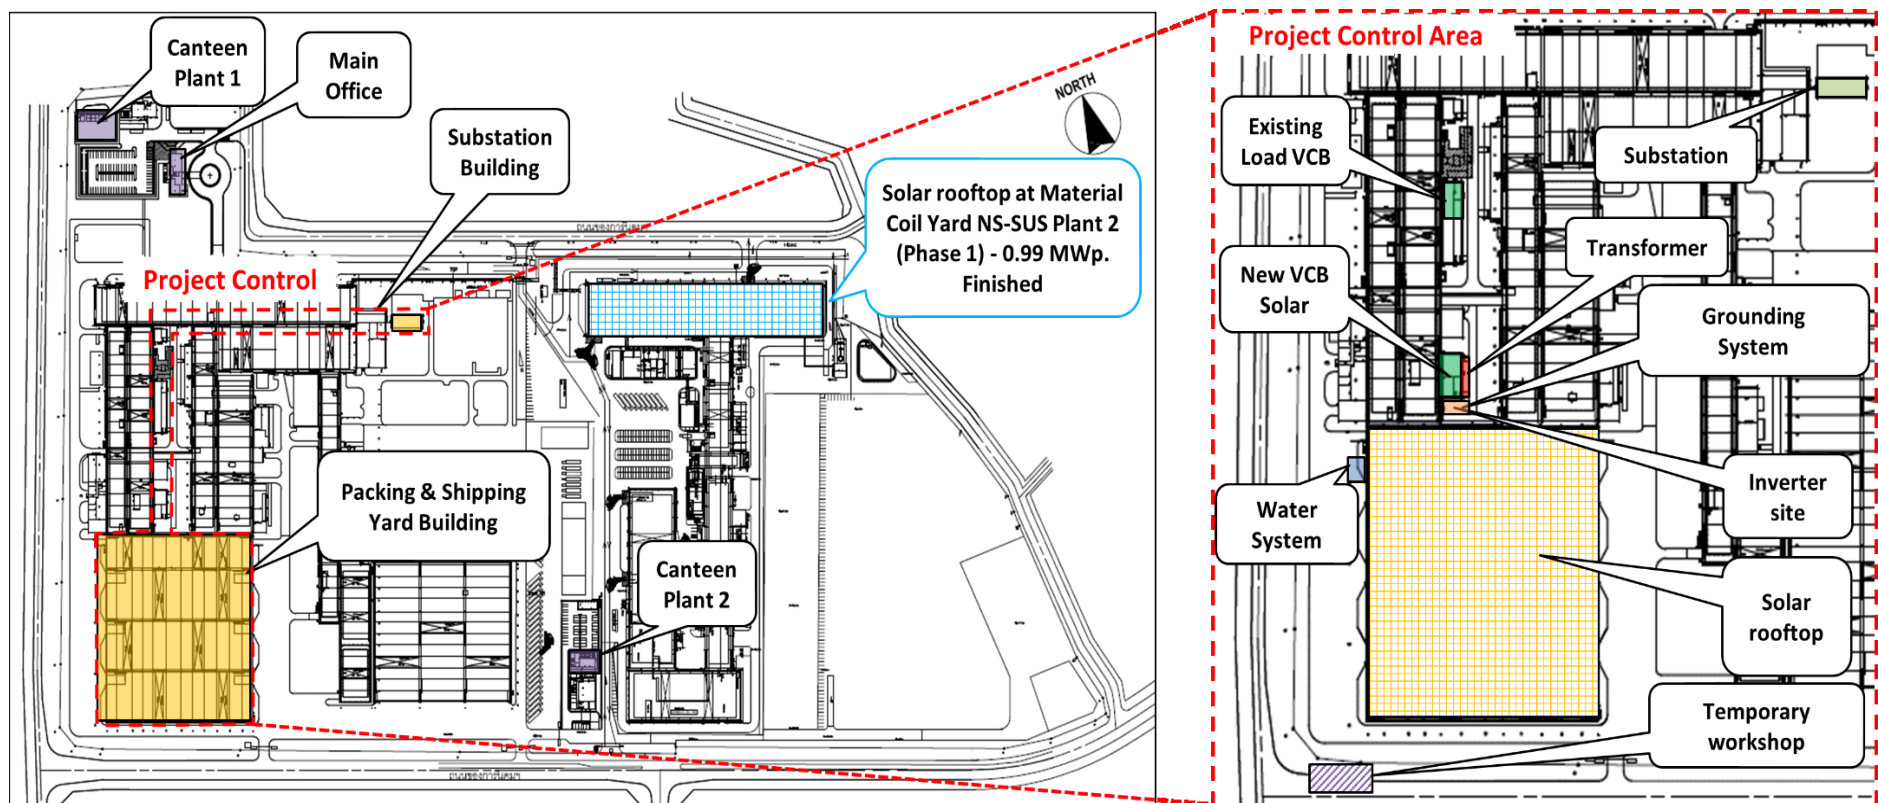 Canteen
Plant 1
Main
Office
Substation
Building
NORTH
Solar rooftop at Material
Coil Yard NS-SUS Plant 2
(Phase 1) - 0.99 MWp.
Finished
Project Control
Packing & Shipping
Yard Building
Canteen
Plant 2
Project Control Area
Existing
Load VCB
Substation
Transformer
New VCB
Solar
Grounding
System
Water
System
Inverter
site
Solar
rooftop
Temporary
workshop